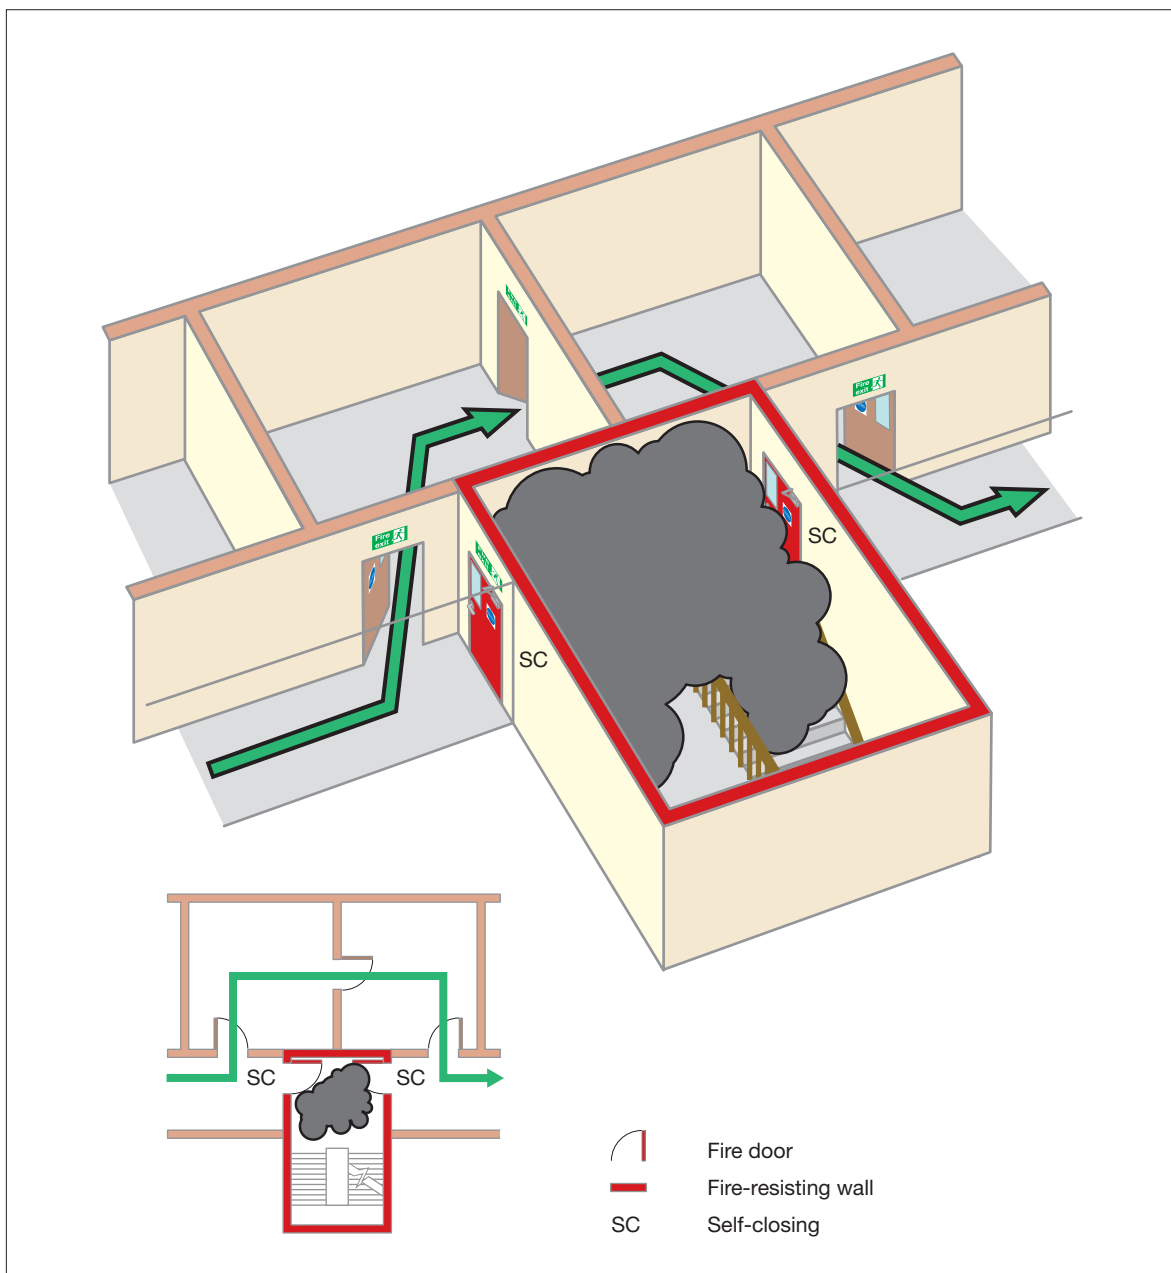 Fire
exit
SC
Fire
exit
SC
SC
SC
Fire door
Fire-resisting wall
SC
Self-closing